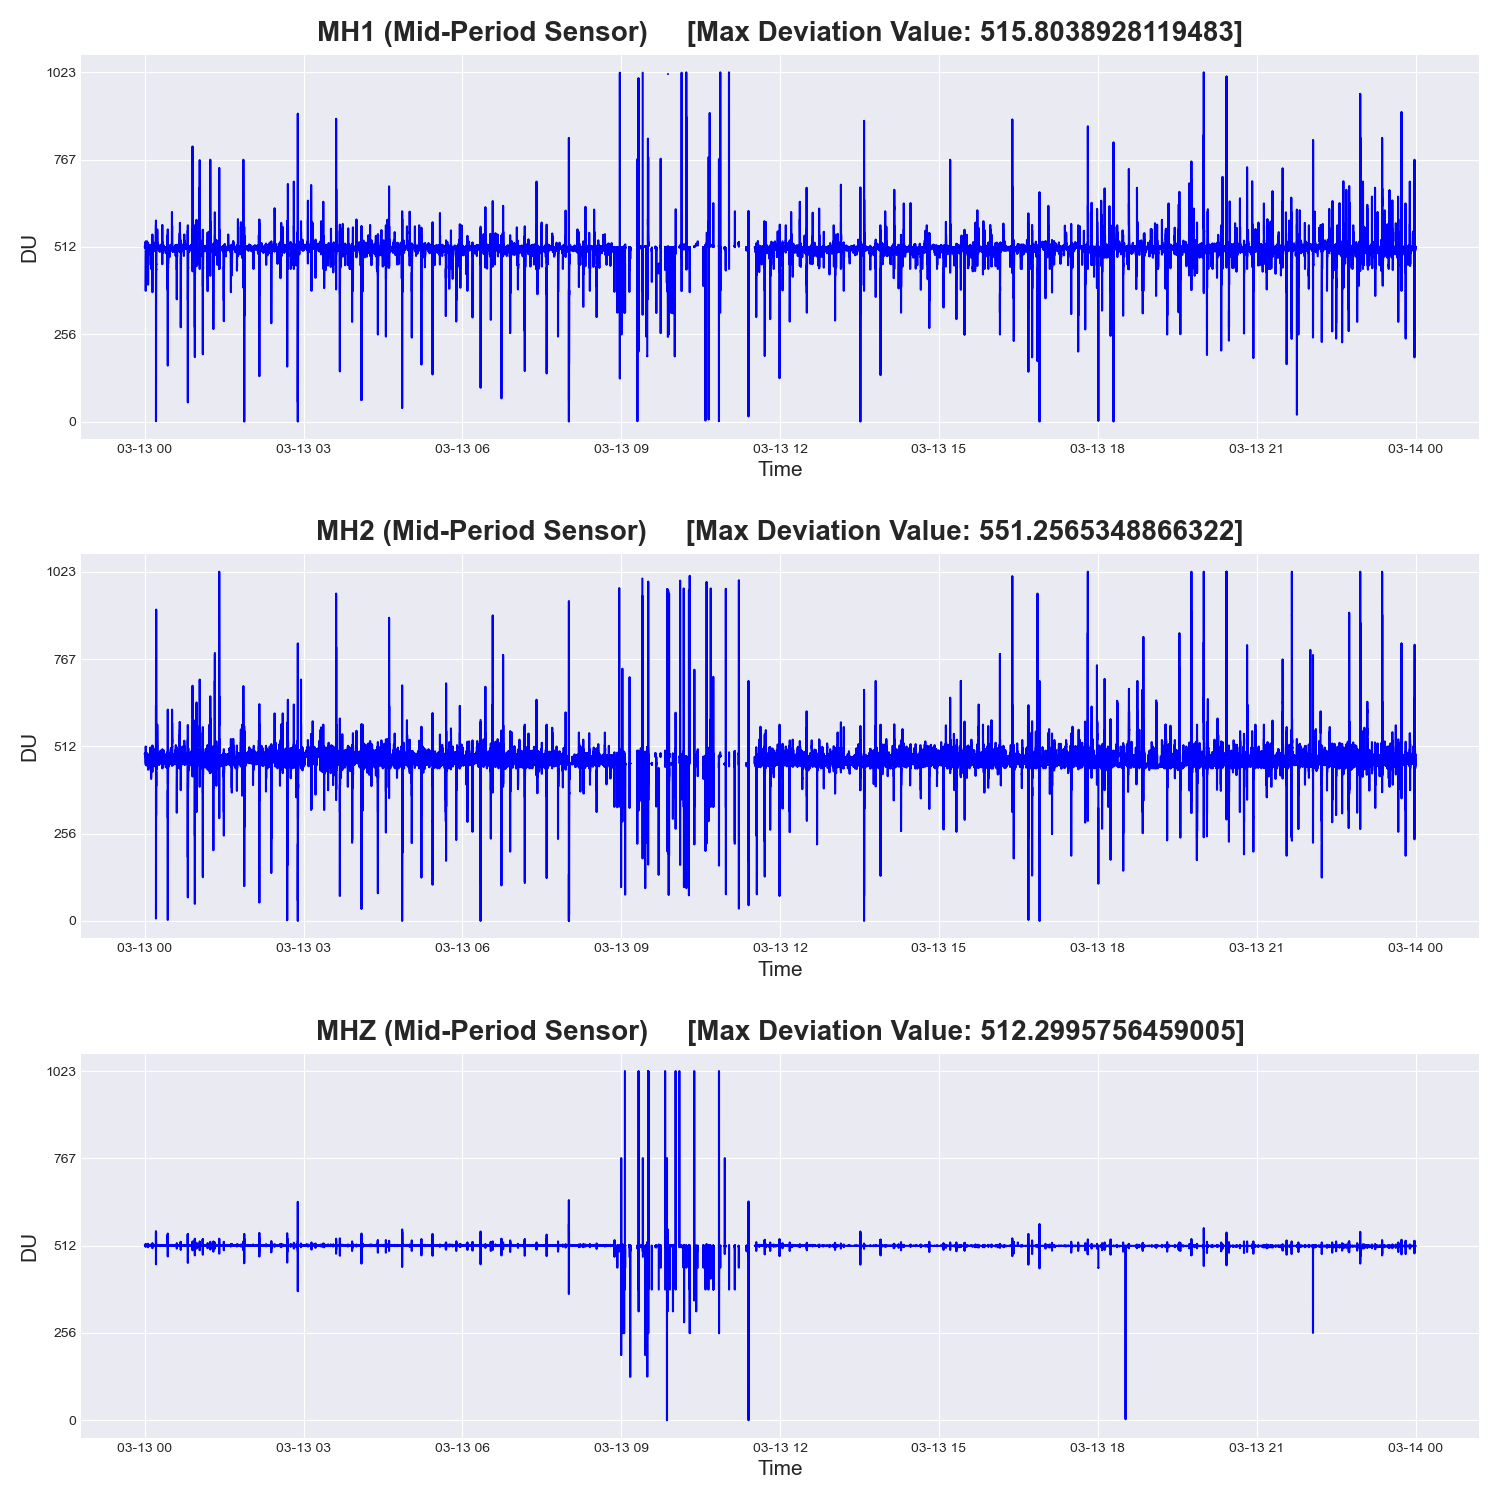 MH1 (Mid-Period Sensor) [Max Deviation Value: 515.8038928119483]
1023
767
512
256
0
DU
03-13 00 03-13 03 03-13 06 03-13 09 03-13 12 03-13 15 03-13 18 03-13 21 03-14 00
Time
MH2 (Mid-Period Sensor) [Max Deviation Value: 551.2565348866322]
1023
767
512
256
0
DU
03-13 00 03-13 03 03-13 06 03-13 09 03-13 12 03-13 15 03-13 18 03-13 21 03-14 00
Time
MHZ (Mid-Period Sensor) [Max Deviation Value: 512.2995756459005]
1023
767
512
256
0
DU
03-13 00 03-13 03 03-13 06 03-13 09 03-13 12 03-13 15 03-13 18 03-13 21 03-14 00
Time